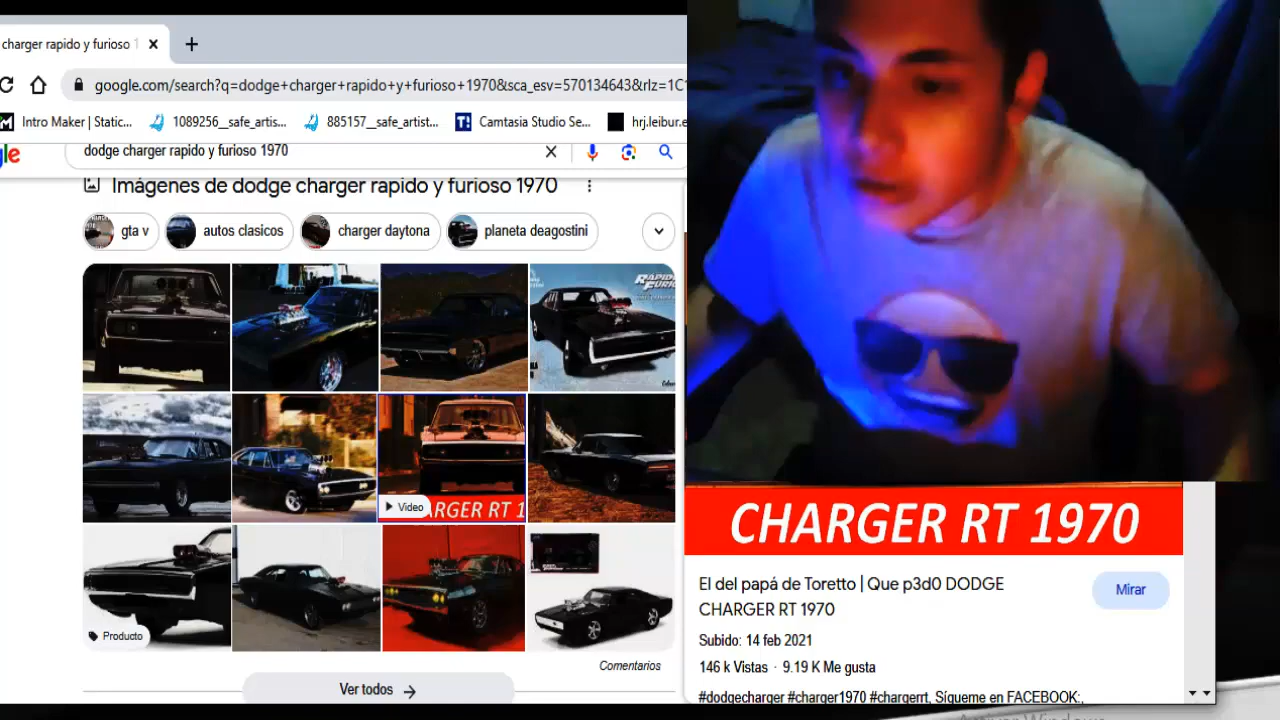 charger rapido y furioso 1
google.com/search?q=dodge+charger+rapido+y+furioso+1970&sca_esv=570134643&rlz=1C1
Intro Maker | Static...
1089256__safe_artis...
885157__safe_artist...
Camtasia Studio Se...
hrj.leibur.e
dodge charger rapido y furioso 1970
Imágenes de dodge charger rapido y furioso 1970
gta v
autos clasicos
charger daytona
planeta deagostini
Video
ARGER RT 1
Producto
Comentarios
Ver todos
CHARGER RT 1970
El del papá de Toretto | Que p3d0 DODGE
CHARGER RT 1970
Mirar
Subido: 14 feb 2021
146 k Vistas · 9.19 K Me gusta
#dodgecharger #charger1970 #chargerrt, Sígueme en FACEBOOK:,